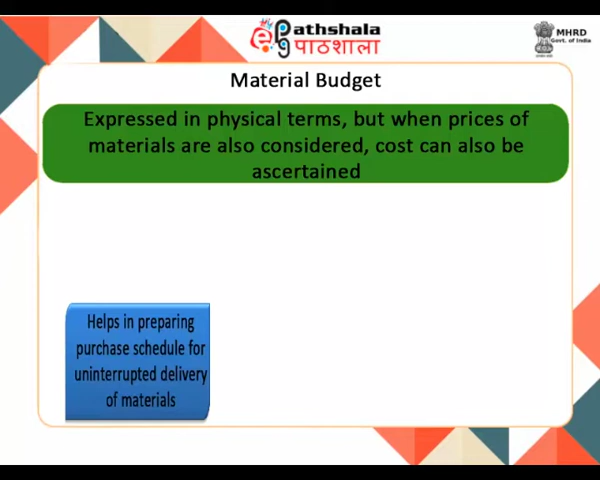 ePathshala
पाठशाला
MHRD
Govt. of India
Material Budget
Expressed in physical terms, but when prices of
materials are also considered, cost can also be
ascertained
Helps in preparing
purchase schedule for
uninterrupted delivery
of materials